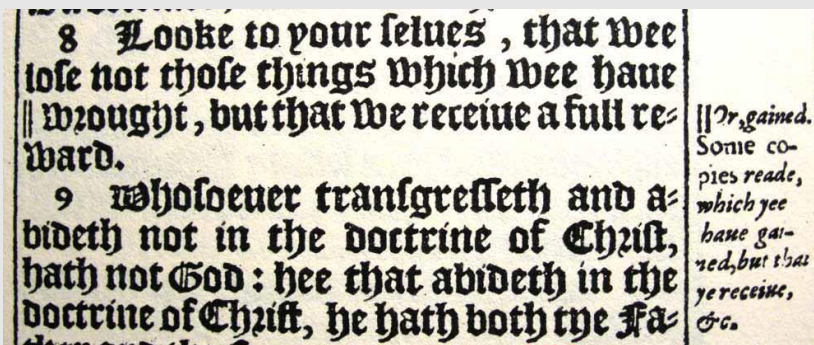 8 Looke to your selues, that wee
lose not those things which wee haue
|| wrought, but that we receiue a full re-
ward.
9 Whosoeuer transgresseth and a-
bideth not in the doctrine of Christ,
hath not God: hee that abideth in the
doctrine of Christ, he hath both tye Fa-
|| Or, gained.
Some co-
pies reade,
which yee
haue gai-
ned, but that
ye receiue,
&c.